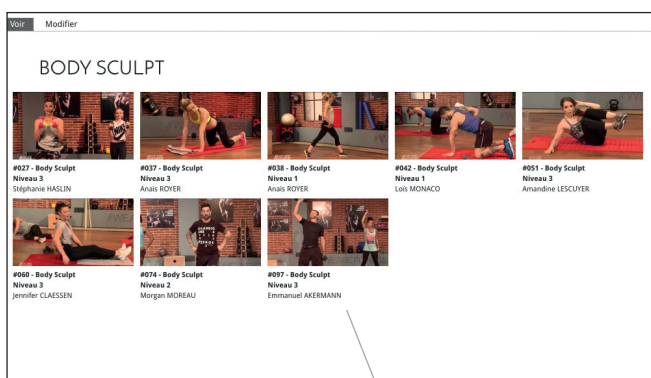 Voir Modifier
BODY SCULPT
#027 - Body Sculpt
Niveau 3
Stéphanie HASLIN
#037 - Body Sculpt
Niveau 3
Anaïs ROYER
#038 - Body Sculpt
Niveau 1
Anaïs ROYER
#042 - Body Sculpt
Niveau 1
Loïs MONACO
#051 - Body Sculpt
Niveau 3
Amandine LESCUYER
#060 - Body Sculpt
Niveau 3
Jennifer CLAESSEN
#074 - Body Sculpt
Niveau 2
Morgan MOREAU
#097 - Body Sculpt
Niveau 3
Emmanuel AKERMANN